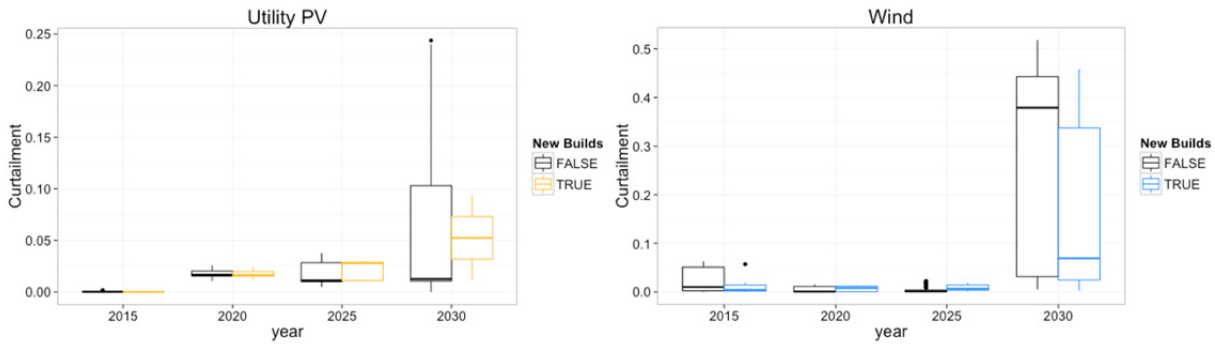 Utility PV
0.25
0.20
0.15
0.10
0.05
0.00
Curtailment
2015 2020 2025 2030
year
New Builds
FALSE
TRUE
Wind
0.5
0.4
0.3
0.2
0.1
0.0
Curtailment
2015 2020 2025 2030
year
New Builds
FALSE
TRUE